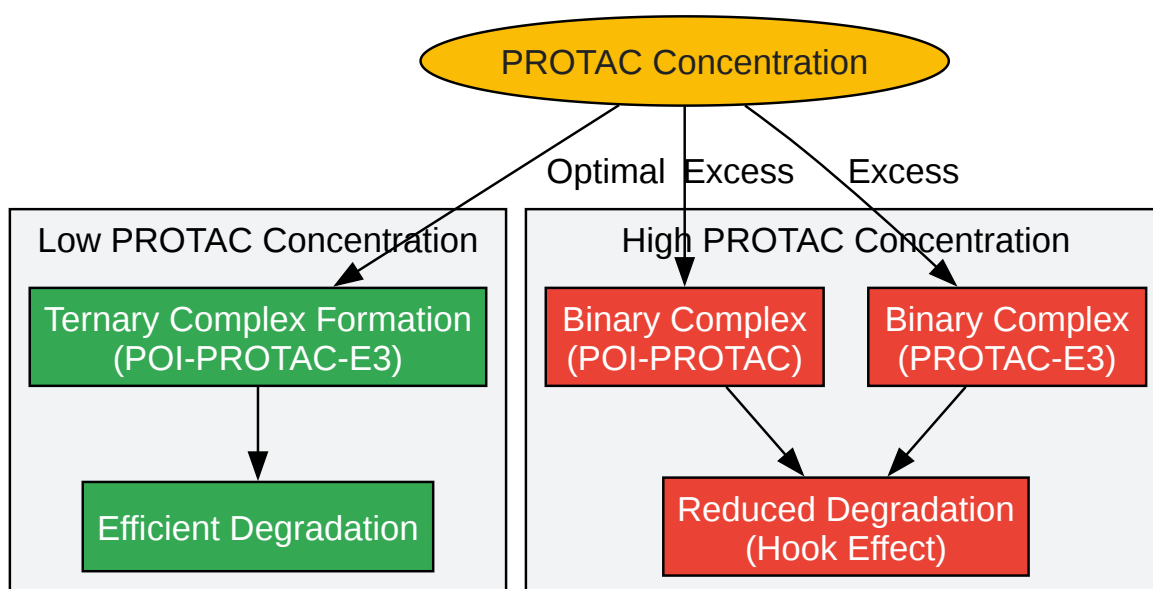 PROTAC Concentration
Optimal
Excess
Excess
Low PROTAC Concentration
High PROTAC Concentration
Ternary Complex Formation
(POI-PROTAC-E3)
Binary Complex
(POI-PROTAC)
Binary Complex
(PROTAC-E3)
Efficient Degradation
Reduced Degradation
(Hook Effect)